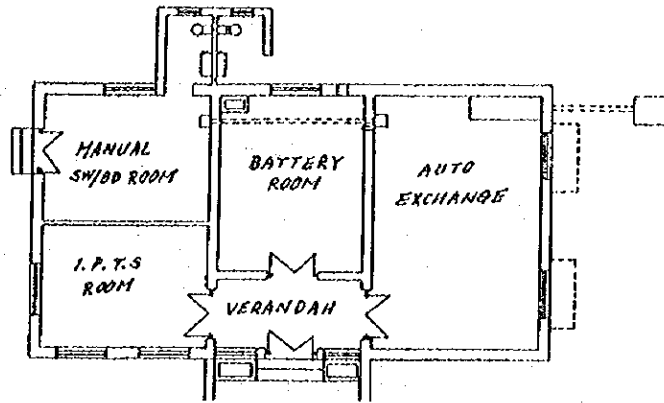 MANUAL
SW/BD ROOM
BATTERY
ROOM
AUTO
EXCHANGE
I.P.T.S
ROOM
VERANDAH